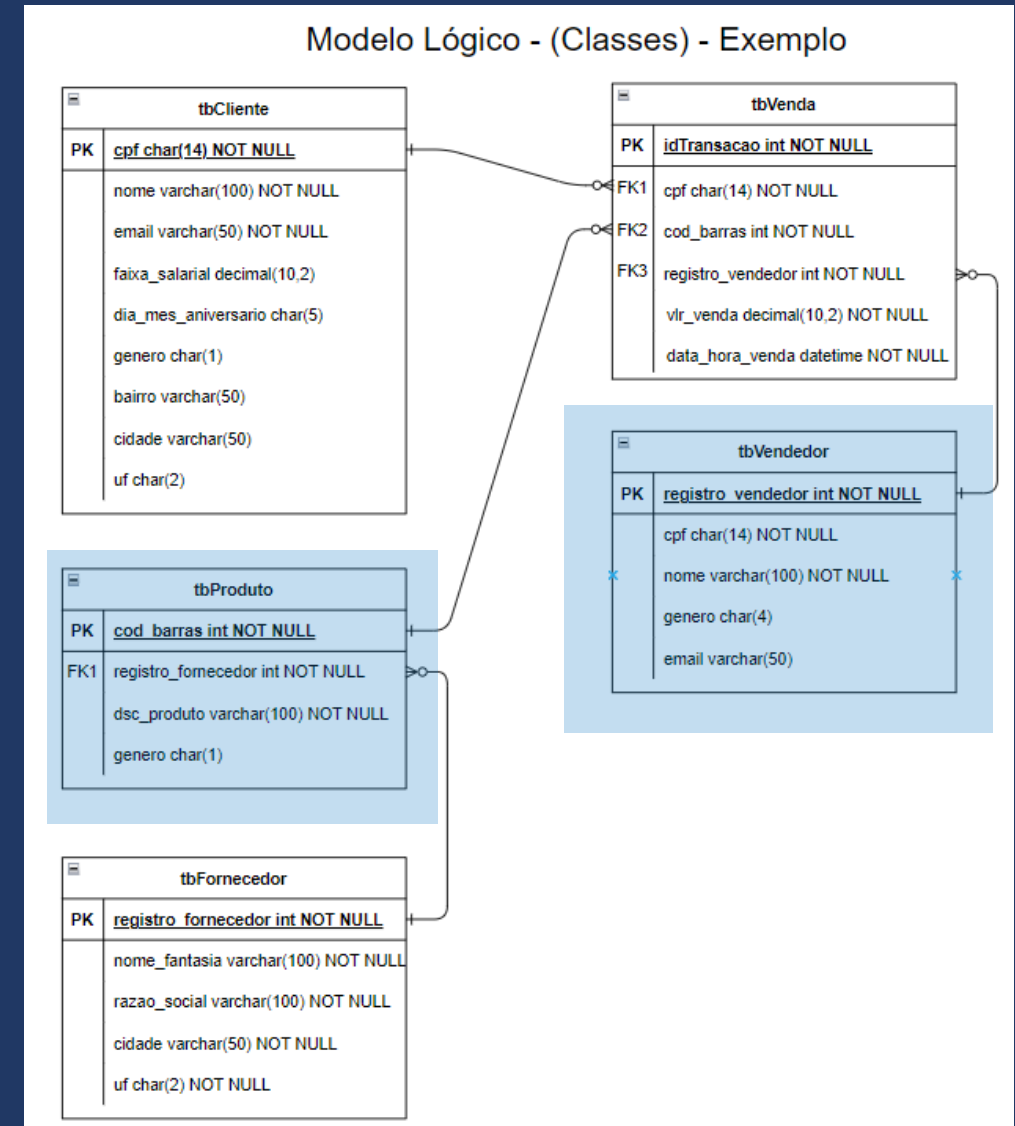 Modelo Lógico - (Classes) - Exemplo
tbCliente
PK cpf char(14) NOT NULL
nome varchar(100) NOT NULL
email varchar(50) NOT NULL
faixa_salarial decimal(10,2)
dia_mes_aniversario char(5)
genero char(1)
bairro varchar(50)
cidade varchar(50)
uf char(2)
tbVenda
PK idTransacao int NOT NULL
FK1 cpf char(14) NOT NULL
FK2 cod_barras int NOT NULL
FK3 registro_vendedor int NOT NULL
vlr_venda decimal(10,2) NOT NULL
data_hora_venda datetime NOT NULL
tbVendedor
PK registro_vendedor int NOT NULL
cpf char(14) NOT NULL
nome varchar(100) NOT NULL
genero char(4)
email varchar(50)
tbProduto
PK cod_barras int NOT NULL
FK1 registro_fornecedor int NOT NULL
dsc_produto varchar(100) NOT NULL
genero char(1)
tbFornecedor
PK registro_fornecedor int NOT NULL
nome_fantasia varchar(100) NOT NULL
razao_social varchar(100) NOT NULL
cidade varchar(50) NOT NULL
uf char(2) NOT NULL